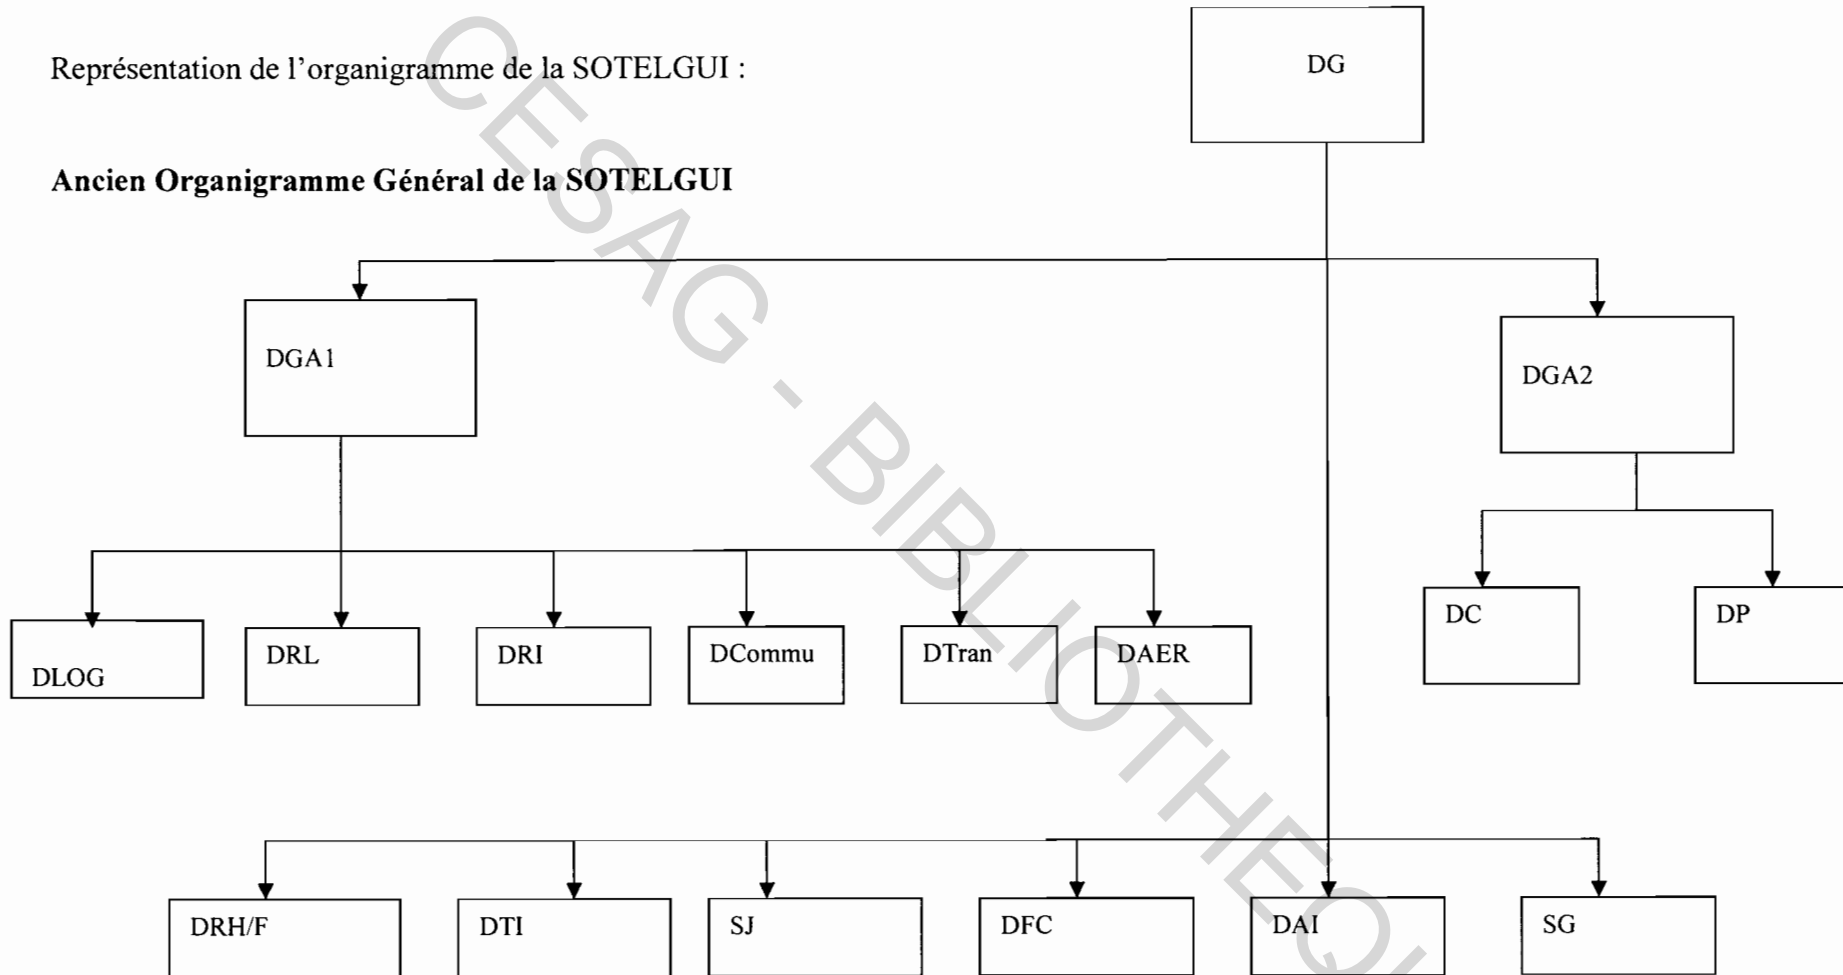 DG
Représentation de l'organigramme de la SOTELGUI :
Ancien Organigramme Général de la SOTELGUI
DGA1
DGA2
DC
DP
DLOG
DRL
DRI
DCommu
DTran
DAER
DRH/F
DTI
SJ
DFC
DAI
SG
CESAG - BIBLIOTHEQU